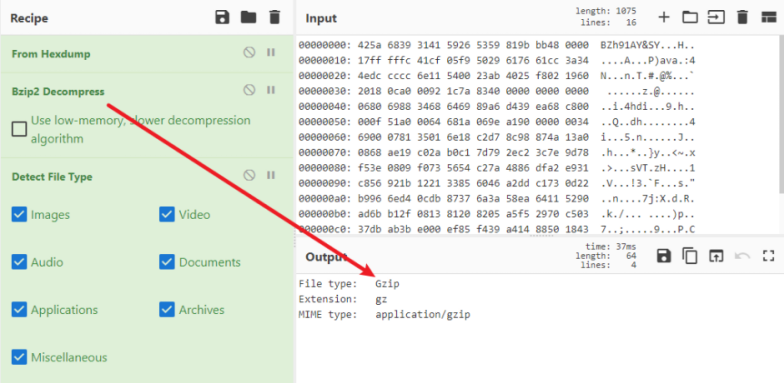 Recipe
From Hexdump
Bzip2 Decompress
Use low-memory, slower decompression
algorithm
Detect File Type
Images
Video
Audio
Documents
Applications
Archives
Miscellaneous
Input
length: 1075
lines: 16
00000000: 425a 6839 3141 5926 5359 819b bb48 0000 BZh91AY&SY...H..
00000010: 17ff fffc 41cf 05f9 5029 6176 61cc 3a34 ....A...P)ava.:4
00000020: 4edc cccc 6e11 5400 23ab 4025 f802 1960 N...n.T.#.@%...`
00000030: 2018 0ca0 0092 1c7a 8340 0000 0000 0000 ......z.@......
00000040: 0680 6988 3468 6469 89a6 d439 ea68 c800 ..i.4hdi...9.h..
00000050: 000f 51a0 0064 681a 069e a190 0000 0034 ..Q..dh........4
00000060: 6900 0781 3501 6e18 c2d7 8c98 874a 13a0 i...5.n......J..
00000070: 0868 ae19 c02a b0c1 7d79 2ec2 3c7e 9d78 .h...*..}y..<~.x
00000080: f53e 0809 f073 5654 c27a 4886 dfa2 e931 .>...sVT.zH....1
00000090: c856 921b 1221 3385 6046 a2dd c173 0d22 .V...!3.`F...s."
000000a0: b996 6ed4 0cdb 8737 6a3a 58ea 6411 5290 ..n....7j:X.d.R.
000000b0: ad6b b12f 0813 8120 8205 a5f5 2970 c503 .k./... ....)p..
000000c0: 37db ab3b e000 ef85 f439 a414 8850 1843 7..;.....9...P.C
Output
time: 37ms
length: 64
lines: 4
File type: Gzip
Extension: gz
MIME type: application/gzip